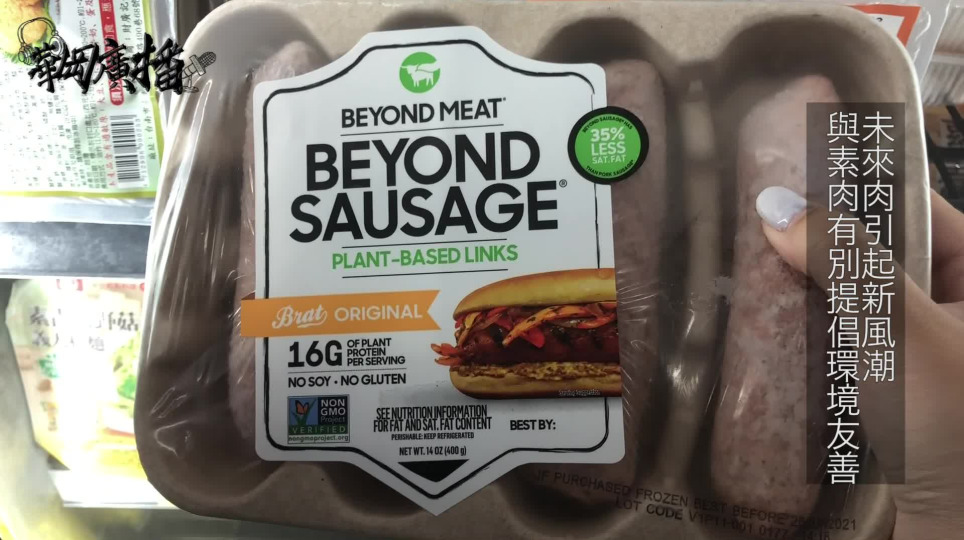 華岡廣播
BEYOND MEAT®
BEYOND
SAUSAGE®
PLANT-BASED LINKS
BEYOND SAUSAGE HAS
35%
LESS
SAT. FAT
THAN PORK SAUSAGE
Brat ORIGINAL
16G OF PLANT
PROTEIN
PER SERVING
NO SOY • NO GLUTEN
NON
GMO
Project
VERIFIED
nongmoproject.org
SEE NUTRITION INFORMATION
FOR FAT AND SAT. FAT CONTENT
PERISHABLE: KEEP REFRIGERATED
NET WT. 14 OZ (400 g)
BEST BY:
IF PURCHASED FROZEN BEST BEFORE
LOT CODE
未來肉引起新風潮
與素肉有別提倡環境友善